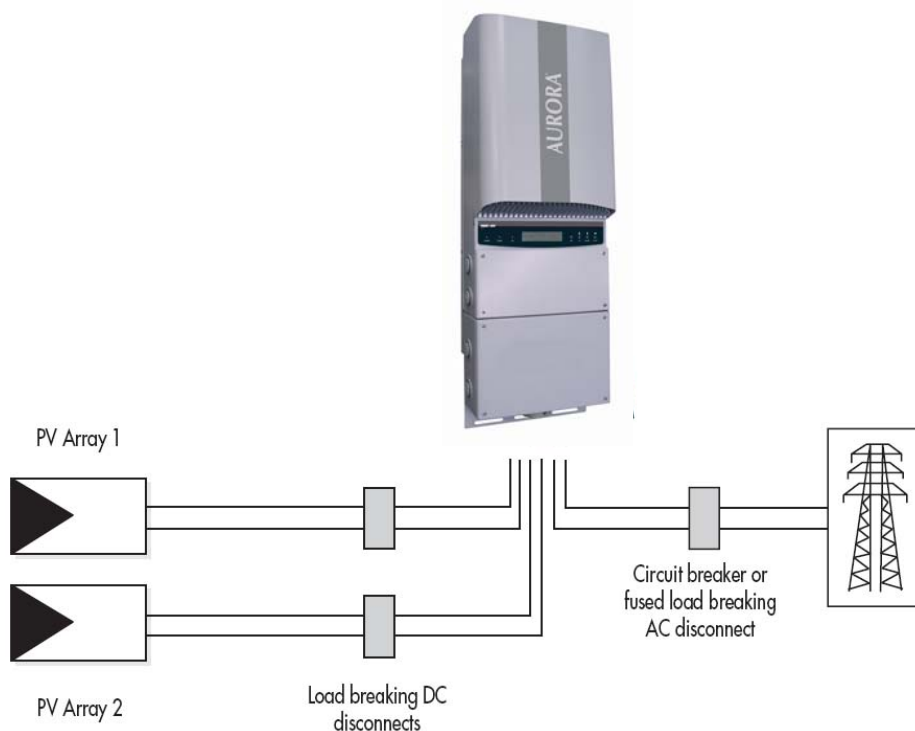 AURORA
PV Array 1
PV Array 2
Load breaking DC
disconnects
Circuit breaker or
fused load breaking
AC disconnect